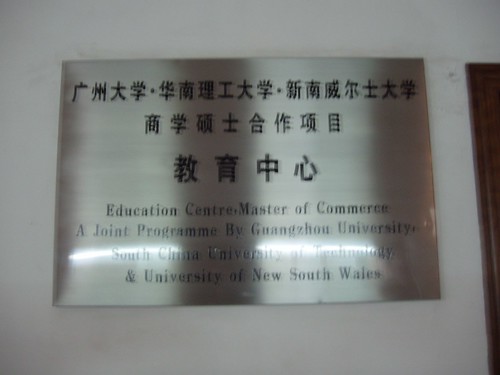 广州大学·华南理工大学·新南威尔士大学
商学硕士合作项目
教育中心
Education Centre·Master of Commerce
A Joint Programme By Guangzhou University,
South China University of Technology,
& University of New South Wales